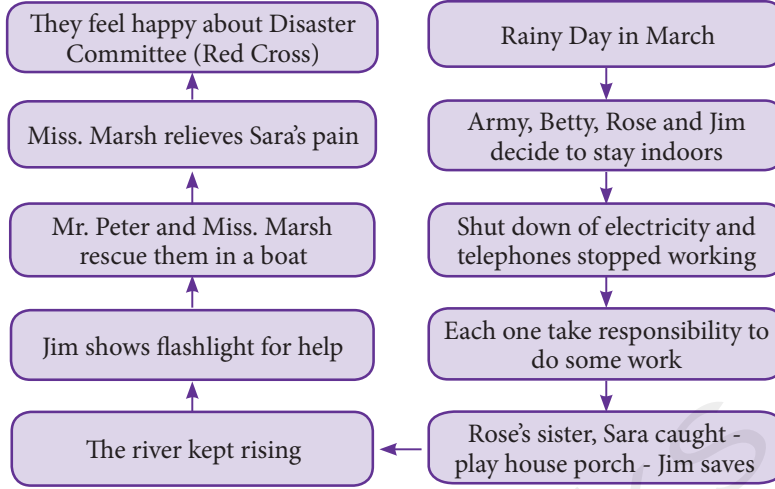 Rainy Day in March
Army, Betty, Rose and Jim
decide to stay indoors
Shut down of electricity and
telephones stopped working
Each one take responsibility to
do some work
Rose's sister, Sara caught -
play house porch - Jim saves
The river kept rising
Jim shows flashlight for help
Mr. Peter and Miss. Marsh
rescue them in a boat
Miss. Marsh relieves Sara's pain
They feel happy about Disaster
Committee (Red Cross)